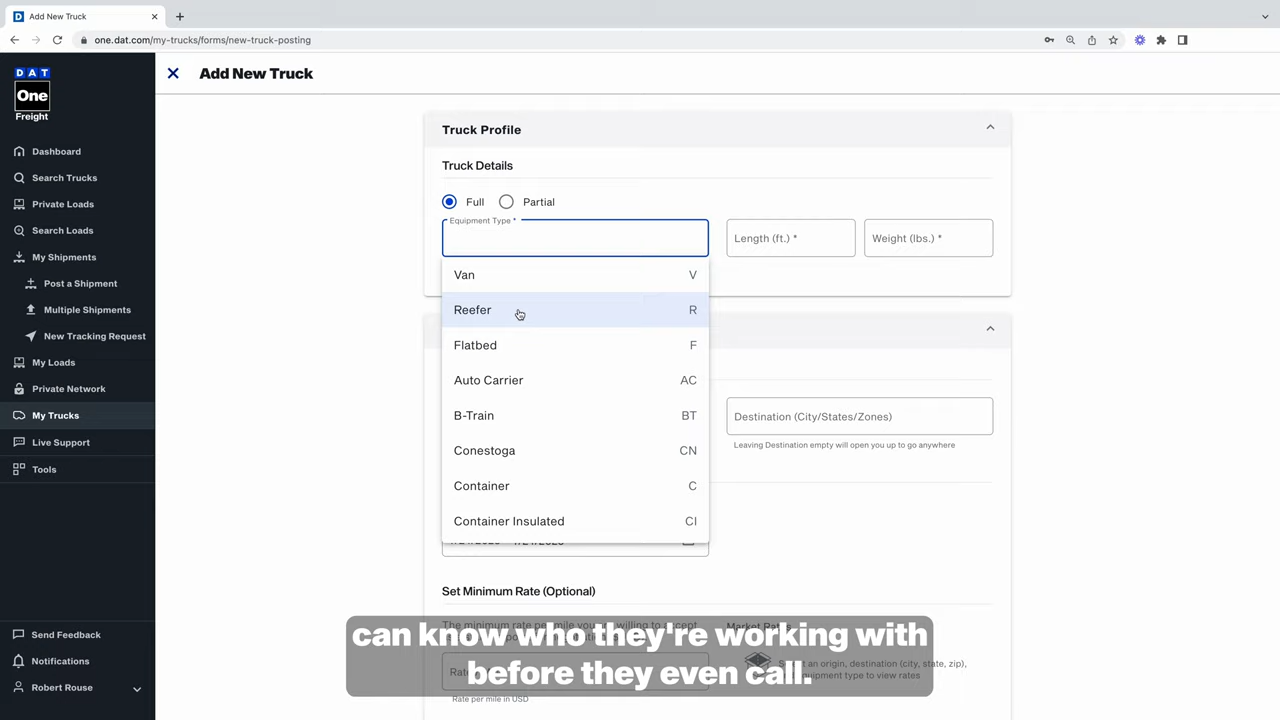 Add New Truck
one.dat.com/my-trucks/forms/new-truck-posting
DAT
One
Freight
Dashboard
Search Trucks
Private Loads
Search Loads
My Shipments
Post a Shipment
Multiple Shipments
New Tracking Request
My Loads
Private Network
My Trucks
Live Support
Tools
Send Feedback
Notifications
Robert Rouse
Add New Truck
Truck Profile
Truck Details
Full Partial
Equipment Type *
Length (ft.) * Weight (lbs.) *
Van V
Reefer R
Flatbed F
Auto Carrier AC
B-Train BT
Conestoga CN
Container C
Container Insulated CI
Destination (City/States/Zones)
Leaving Destination empty will open you up to go anywhere
Set Minimum Rate (Optional)
can know who they're working with
before they even call.
Rate per mile in USD